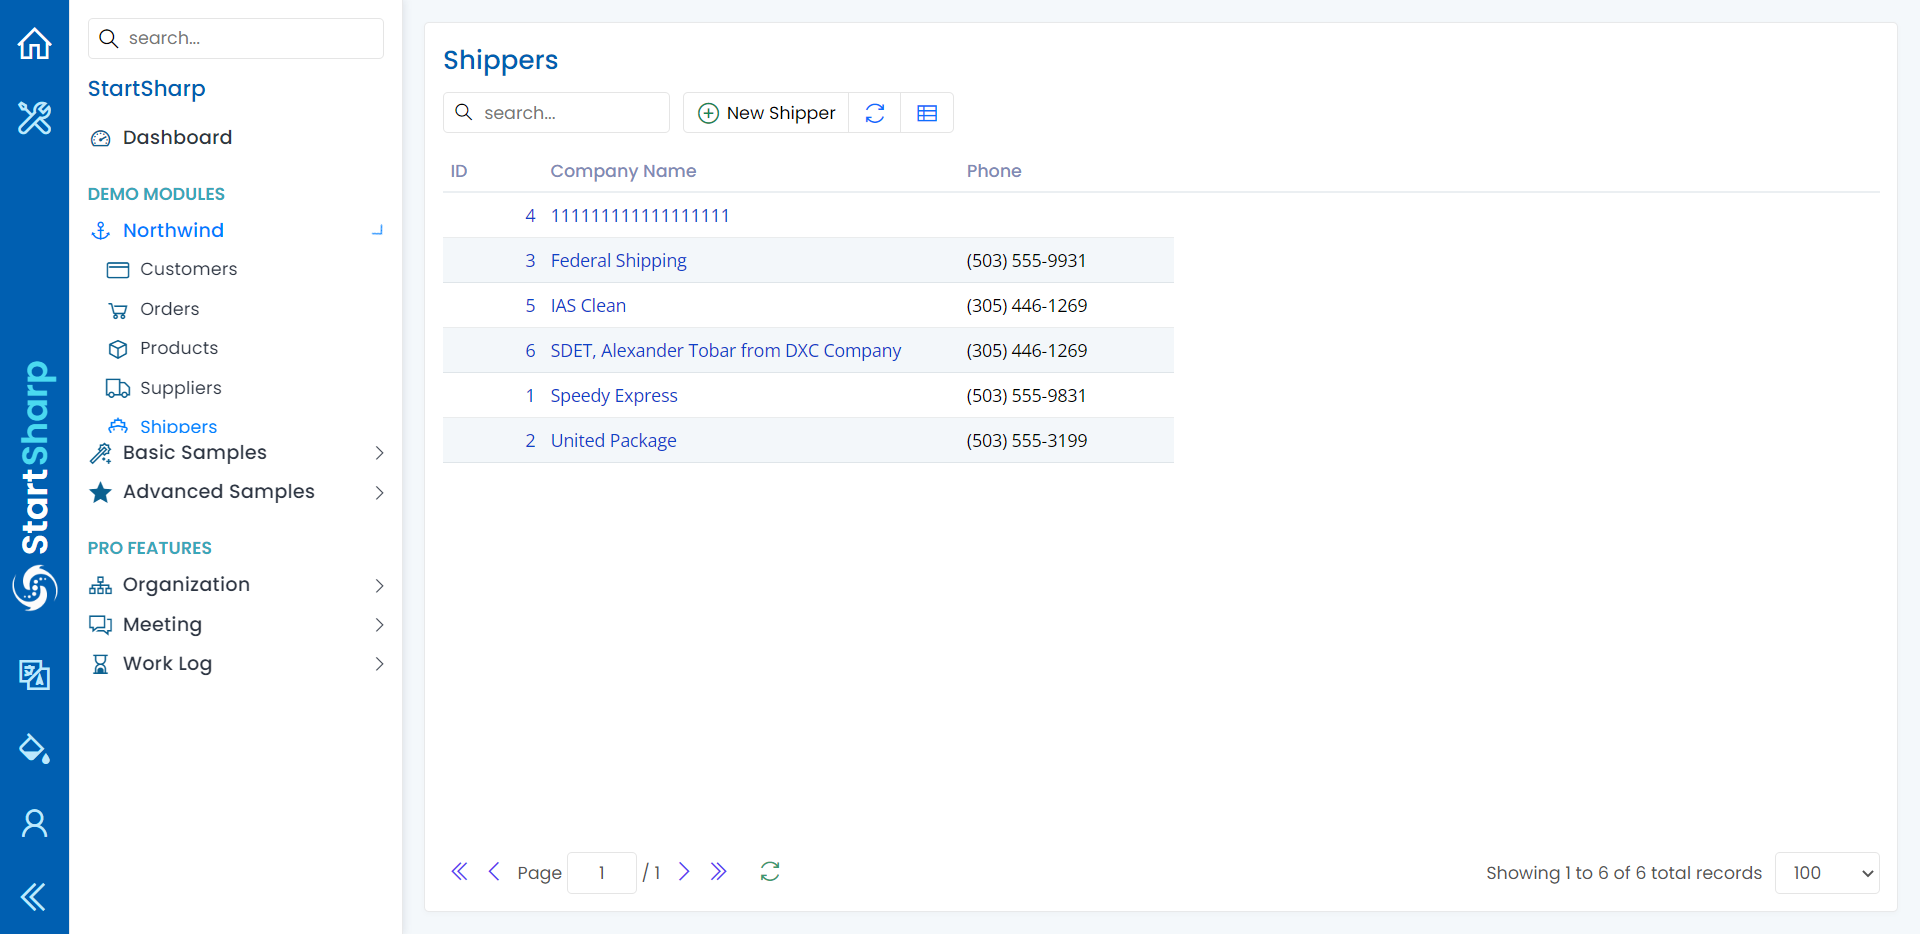 search...
StartSharp
Dashboard
DEMO MODULES
Northwind
Customers
Orders
Products
Suppliers
Shippers
Basic Samples
Advanced Samples
PRO FEATURES
Organization
Meeting
Work Log
StartSharp
Shippers
search...
New Shipper
ID Company Name Phone
4 111111111111111111
3 Federal Shipping (503) 555-9931
5 IAS Clean (305) 446-1269
6 SDET, Alexander Tobar from DXC Company (305) 446-1269
1 Speedy Express (503) 555-9831
2 United Package (503) 555-3199
Page 1 / 1
Showing 1 to 6 of 6 total records 100